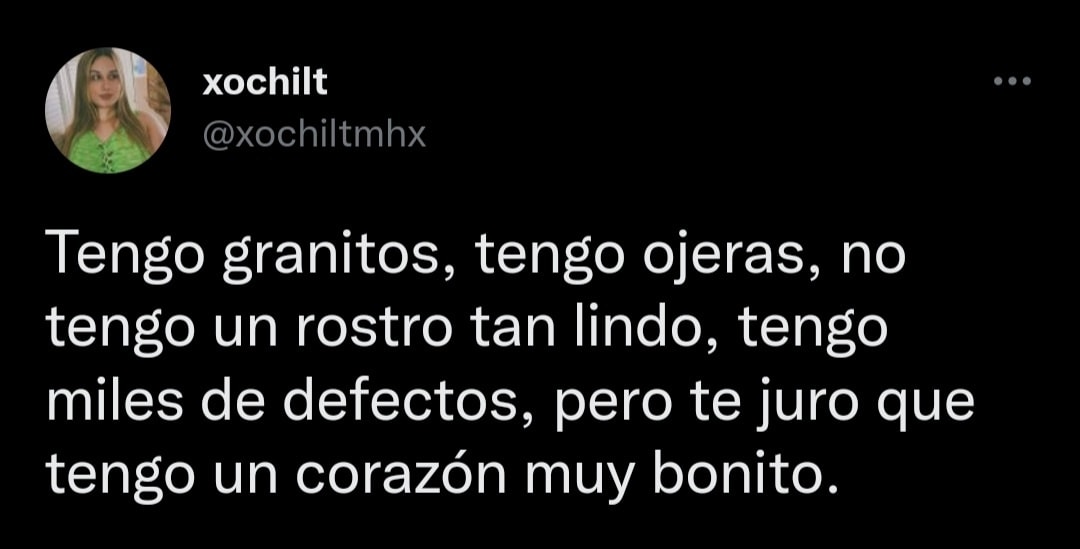 xochilt
@xochiltmhx
Tengo granitos, tengo ojeras, no
tengo un rostro tan lindo, tengo
miles de defectos, pero te juro que
tengo un corazón muy bonito.